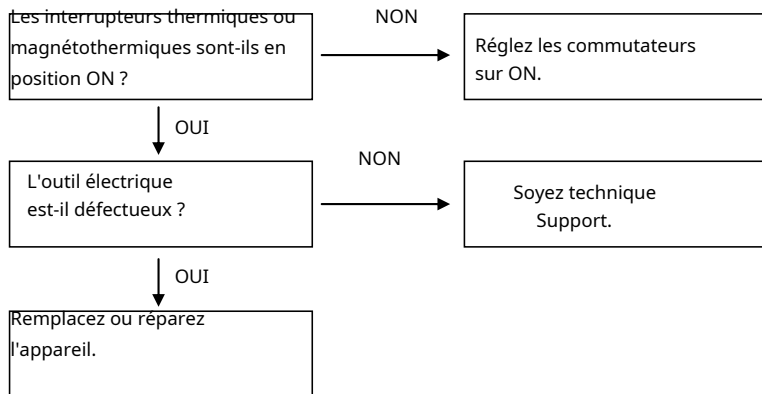 Les interrupteurs thermiques ou
magnétothermiques sont-ils en
position ON ?
NON
Réglez les commutateurs
sur ON.
OUI
L'outil électrique
est-il défectueux ?
NON
Soyez technique
Support.
OUI
Remplacez ou réparez
l'appareil.